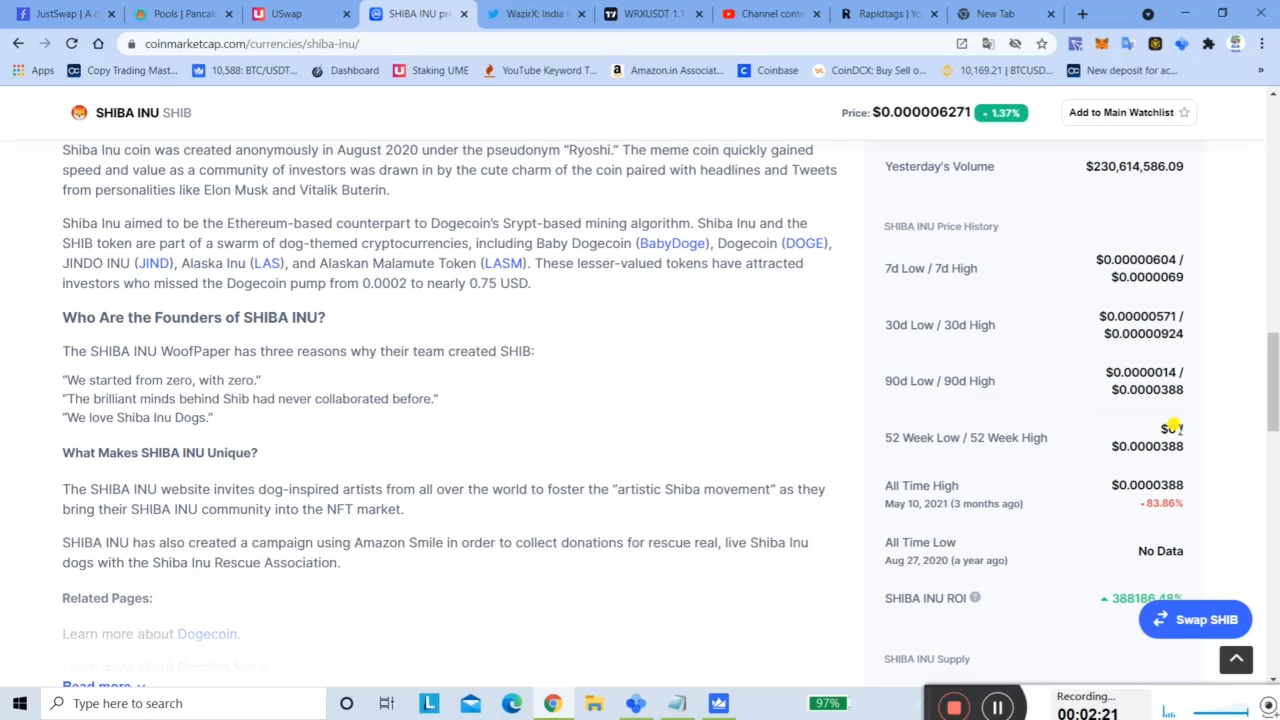 JustSwap | A d
Pools | Pancak
USwap
SHIBA INU pri
WazirX: India I
WRXUSDT 1.1
Channel conte
Rapidtags | Yo
New Tab
coinmarketcap.com/currencies/shiba-inu/
Apps
Copy Trading Mast...
10,588: BTC/USDT...
Dashboard
Staking UME
YouTube Keyword T...
Amazon.in Associat...
Coinbase
CoinDCX: Buy Sell o...
10,169.21 | BTCUSD...
New deposit for ac...
»
SHIBA INU SHIB
Price: $0.000006271 1.37%
Add to Main Watchlist
Shiba Inu coin was created anonymously in August 2020 under the pseudonym “Ryoshi.” The meme coin quickly gained
speed and value as a community of investors was drawn in by the cute charm of the coin paired with headlines and Tweets
from personalities like Elon Musk and Vitalik Buterin.
Shiba Inu aimed to be the Ethereum-based counterpart to Dogecoin’s Srypt-based mining algorithm. Shiba Inu and the
SHIB token are part of a swarm of dog-themed cryptocurrencies, including Baby Dogecoin (BabyDoge), Dogecoin (DOGE),
JINDO INU (JIND), Alaska Inu (LAS), and Alaskan Malamute Token (LASM). These lesser-valued tokens have attracted
investors who missed the Dogecoin pump from 0.0002 to nearly 0.75 USD.
Who Are the Founders of SHIBA INU?
The SHIBA INU WoofPaper has three reasons why their team created SHIB:
“We started from zero, with zero.”
“The brilliant minds behind Shib had never collaborated before.”
“We love Shiba Inu Dogs.”
What Makes SHIBA INU Unique?
The SHIBA INU website invites dog-inspired artists from all over the world to foster the “artistic Shiba movement” as they
bring their SHIBA INU community into the NFT market.
SHIBA INU has also created a campaign using Amazon Smile in order to collect donations for rescue real, live Shiba Inu
dogs with the Shiba Inu Rescue Association.
Related Pages:
Learn more about Dogecoin.
Learn more about
Read more
Yesterday's Volume $230,614,586.09
SHIBA INU Price History
7d Low / 7d High $0.00000604 /
$0.0000069
30d Low / 30d High $0.00000571 /
$0.00000924
90d Low / 90d High $0.0000014 /
$0.0000388
52 Week Low / 52 Week High
$0.0000388
All Time High $0.0000388
May 10, 2021 (3 months ago) 83.86%
All Time Low No Data
Aug 27, 2020 (a year ago)
SHIBA INU ROI 388186.48%
Swap SHIB
SHIBA INU Supply
Type here to search
97%
Recording...
00:02:21